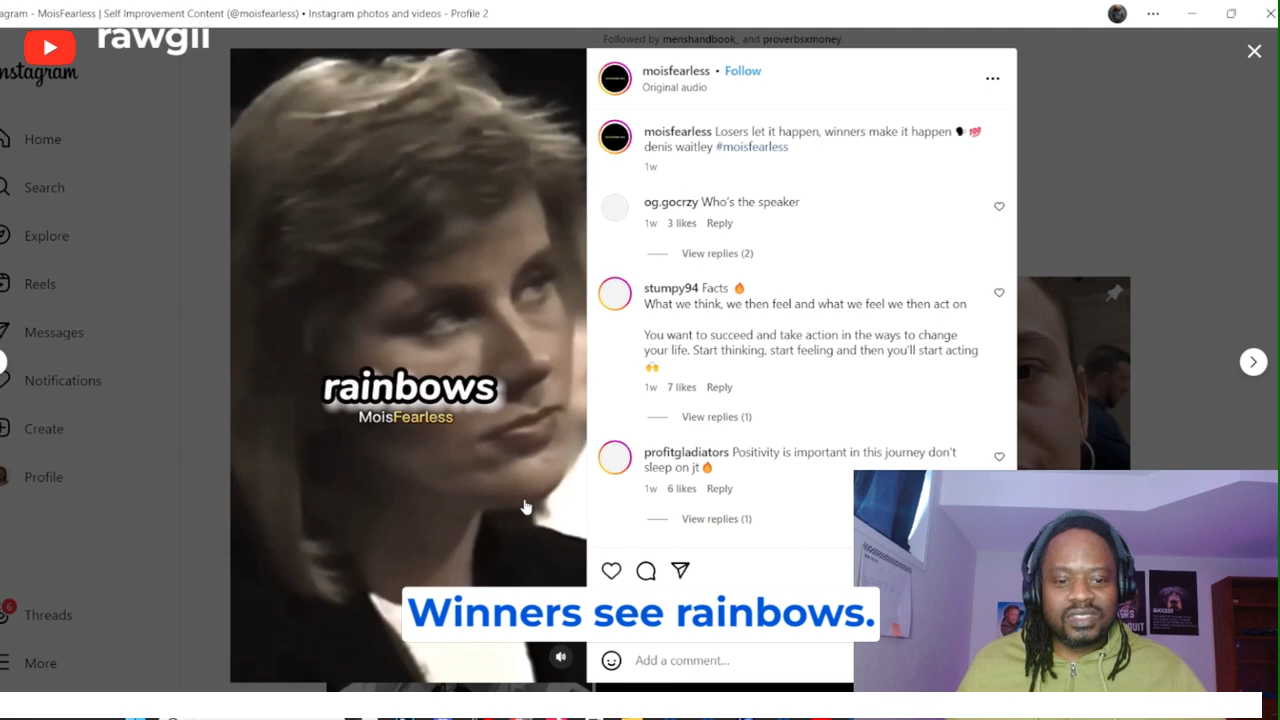 agram - MoisFearless | Self Improvement Content (@moisfearless) • Instagram photos and videos - Profile 2
rawgii
Followed by menshandbook_ and proverbsxmoney
nstagram
Home
Search
Explore
Reels
Messages
Notifications
Create
Profile
6
Threads
More
rainbows
MoisFearless
moisfearless • Follow
Original audio
moisfearless Losers let it happen, winners make it happen 🗣 💯
denis waitley #moisfearless
1w
og.gocrzy Who's the speaker
1w 3 likes Reply
View replies (2)
stumpy94 Facts 🔥
What we think, we then feel and what we feel we then act on
You want to succeed and take action in the ways to change
your life. Start thinking, start feeling and then you'll start acting
🙌
1w 7 likes Reply
View replies (1)
profitgladiators Positivity is important in this journey don't
sleep on jt🔥
1w 6 likes Reply
View replies (1)
Winners see rainbows.
Add a comment...
SUCCESS